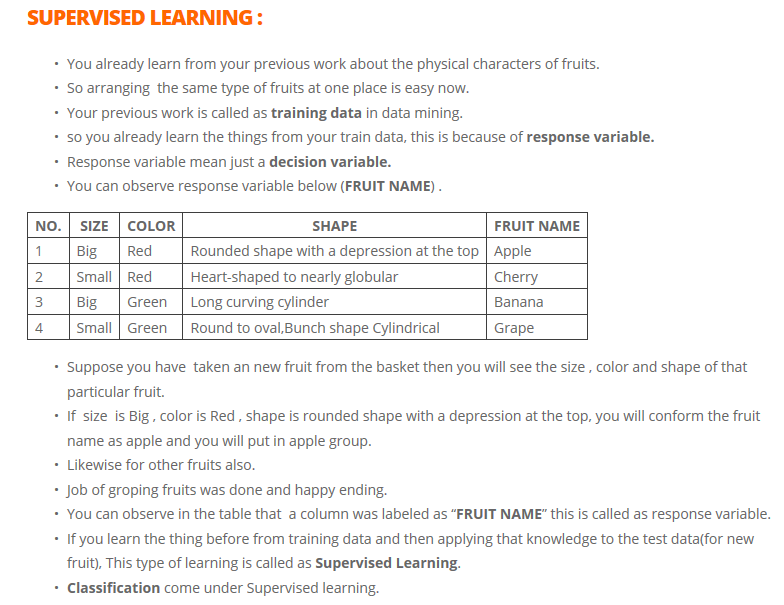 SUPERVISED LEARNING :
• You already learn from your previous work about the physical characters of fruits.
• So arranging the same type of fruits at one place is easy now.
• Your previous work is called as training data in data mining.
• so you already learn the things from your train data, this is because of response variable.
• Response variable mean just a decision variable.
• You can observe response variable below (FRUIT NAME) .
NO. SIZE COLOR SHAPE FRUIT NAME
1 Big Red Rounded shape with a depression at the top Apple
2 Small Red Heart-shaped to nearly globular Cherry
3 Big Green Long curving cylinder Banana
4 Small Green Round to oval,Bunch shape Cylindrical Grape
• Suppose you have taken an new fruit from the basket then you will see the size , color and shape of that
particular fruit.
• If size is Big , color is Red , shape is rounded shape with a depression at the top, you will conform the fruit
name as apple and you will put in apple group.
• Likewise for other fruits also.
• Job of groping fruits was done and happy ending.
• You can observe in the table that a column was labeled as “FRUIT NAME” this is called as response variable.
• If you learn the thing before from training data and then applying that knowledge to the test data(for new
fruit), This type of learning is called as Supervised Learning.
• Classification come under Supervised learning.